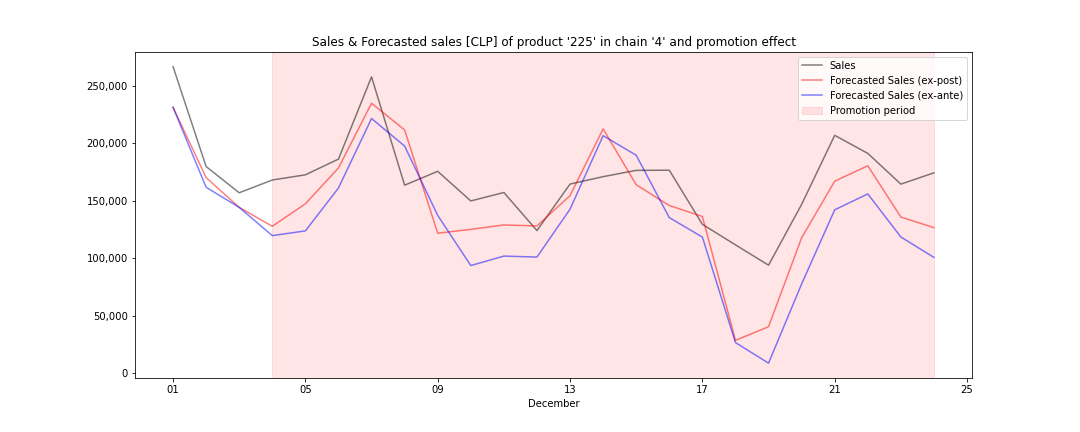 Sales & Forecasted sales [CLP] of product '225' in chain '4' and promotion effect
Sales
Forecasted Sales (ex-post)
Forecasted Sales (ex-ante)
Promotion period
250,000
200,000
150,000
100,000
50,000
0
01 05 09 13 17 21 25
December